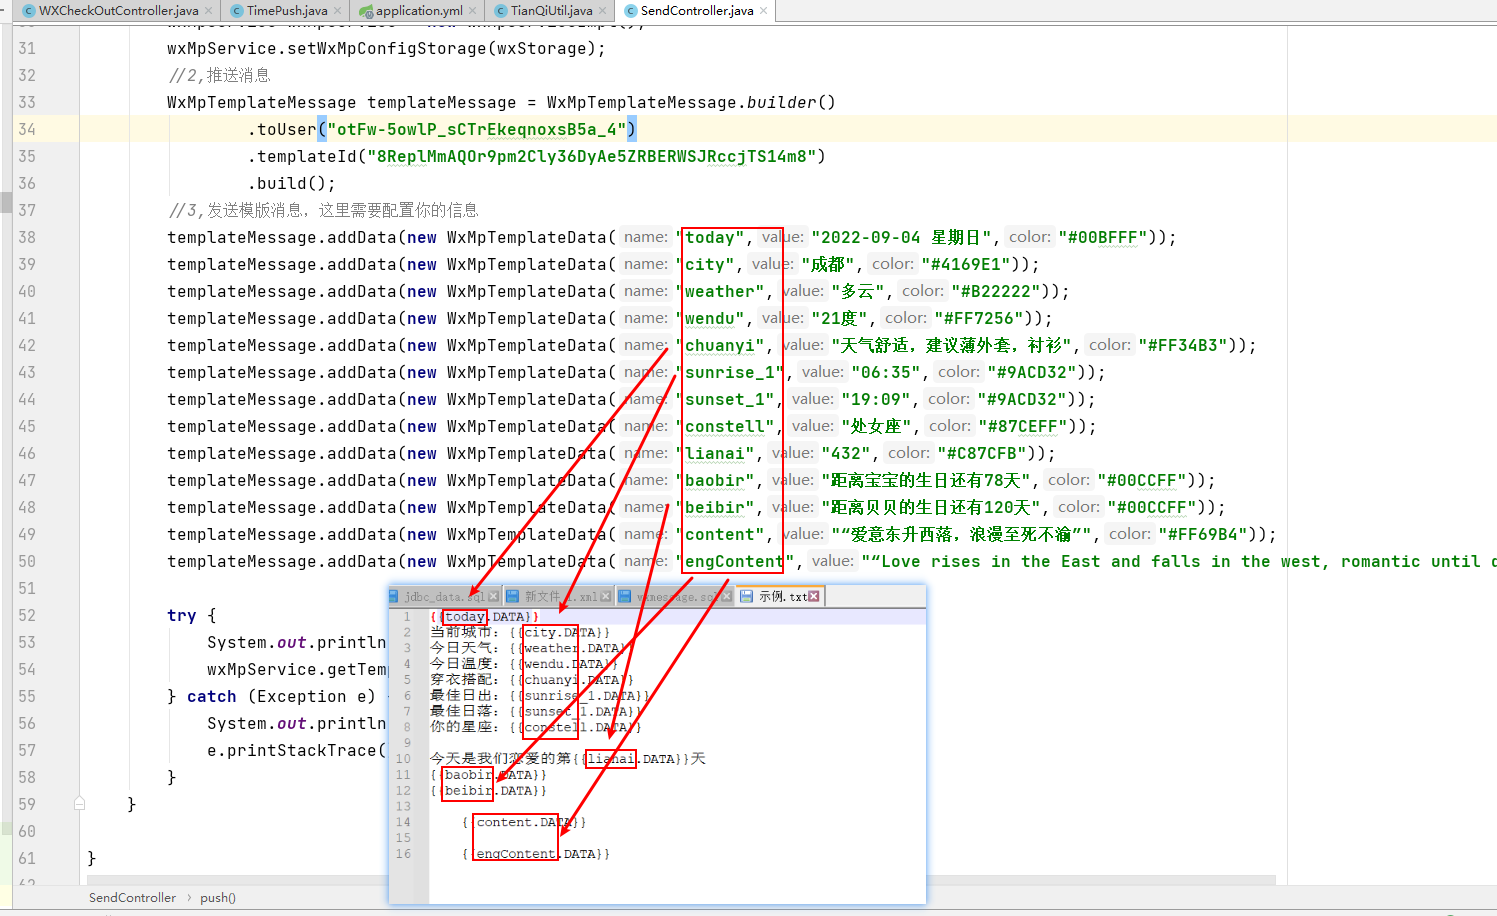 WXCheckOutController.java TimePush.java application.yml TianQiUtil.java SendController.java
31 wxMpService.setWxMpConfigStorage(wxStorage);
32 //2,推送消息
33 WxMpTemplateMessage templateMessage = WxMpTemplateMessage.builder()
34 .toUser("otFw-5owlP_sCTrEkeqnoxsB5a_4")
35 .templateId("8ReplMmAQOr9pm2Cly36DyAe5ZRBERWSJRccjTS14m8")
36 .build();
37 //3,发送模版消息，这里需要配置你的信息
38 templateMessage.addData(new WxMpTemplateData( name: "today", value: "2022-09-04 星期日", color: "#00BFFF"));
39 templateMessage.addData(new WxMpTemplateData( name: "city", value: "成都", color: "#4169E1"));
40 templateMessage.addData(new WxMpTemplateData( name: "weather", value: "多云", color: "#B22222"));
41 templateMessage.addData(new WxMpTemplateData( name: "wendu", value: "21度", color: "#FF7256"));
42 templateMessage.addData(new WxMpTemplateData( name: "chuanyi", value: "天气舒适，建议薄外套，衬衫", color: "#FF34B3"));
43 templateMessage.addData(new WxMpTemplateData( name: "sunrise_1", value: "06:35", color: "#9ACD32"));
44 templateMessage.addData(new WxMpTemplateData( name: "sunset_1", value: "19:09", color: "#9ACD32"));
45 templateMessage.addData(new WxMpTemplateData( name: "constell", value: "处女座", color: "#87CEFF"));
46 templateMessage.addData(new WxMpTemplateData( name: "lianai", value: "432", color: "#C87CFB"));
47 templateMessage.addData(new WxMpTemplateData( name: "baobir", value: "距离宝宝的生日还有78天", color: "#00CCFF"));
48 templateMessage.addData(new WxMpTemplateData( name: "beibir", value: "距离贝贝的生日还有120天", color: "#00CCFF"));
49 templateMessage.addData(new WxMpTemplateData( name: "content", value: "“爱意东升西落，浪漫至死不渝”", color: "#FF69B4"));
50 templateMessage.addData(new WxMpTemplateData( name: "engContent", value: "“Love rises in the East and falls in the west, romantic until
51
52 try {
53 System.out.println
54 wxMpService.getTem
55 } catch (Exception e)
56 System.out.println
57 e.printStackTrace(
58 }
59 }
60
61 }
jdbc_data.sql 新文件 1.xml wxmessage.sql 示例.txt
1 {{today.DATA}}
2 当前城市：{{city.DATA}}
3 今日天气：{{weather.DATA}}
4 今日温度：{{wendu.DATA}}
5 穿衣搭配：{{chuanyi.DATA}}
6 最佳日出：{{sunrise_1.DATA}}
7 最佳日落：{{sunset_1.DATA}}
8 你的星座：{{constell.DATA}}
9
10 今天是我们恋爱的第{{lianai.DATA}}天
11 {{baobir.DATA}}
12 {{beibir.DATA}}
13
14 {{content.DATA}}
15
16 {{engContent.DATA}}
SendController › push()